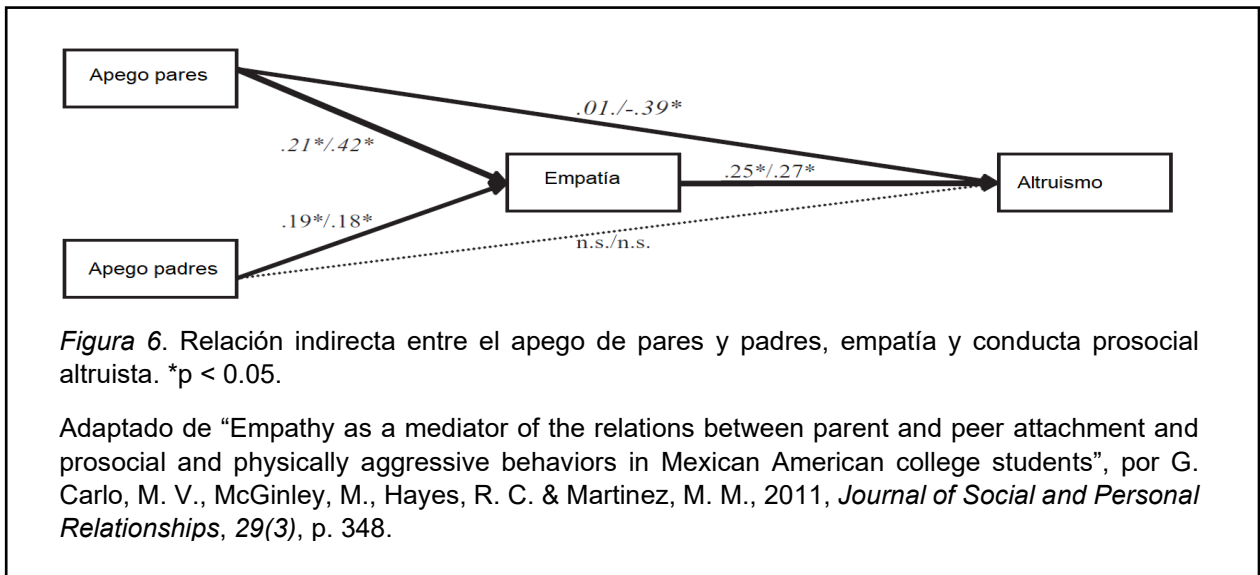 Apego pares
.01./-.39*
.21*/.42*
Empatía
.25*/.27*
Altruismo
.19*/.18*
n.s./n.s.
Apego padres
Figura 6. Relación indirecta entre el apego de pares y padres, empatía y conducta prosocial
altruista. *p < 0.05.
Adaptado de “Empathy as a mediator of the relations between parent and peer attachment and
prosocial and physically aggressive behaviors in Mexican American college students”, por G.
Carlo, M. V., McGinley, M., Hayes, R. C. & Martinez, M. M., 2011, Journal of Social and Personal
Relationships, 29(3), p. 348.